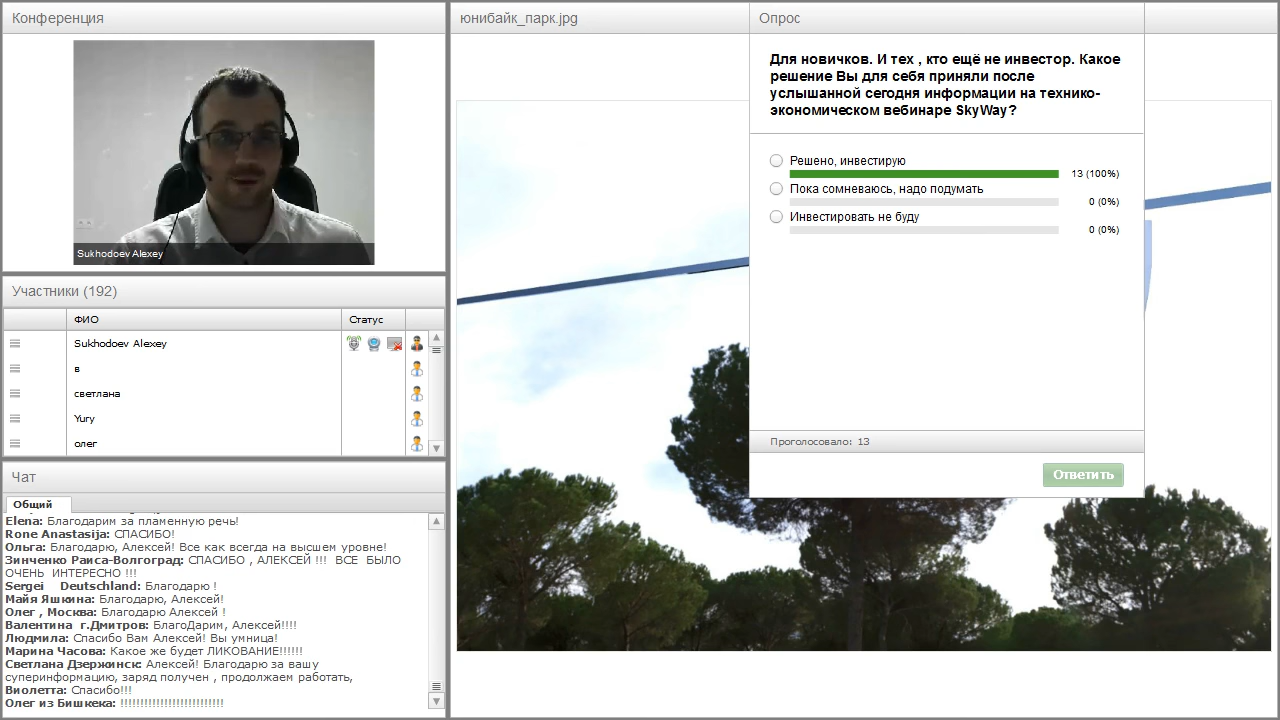 Конференция
Sukhodoev Alexey
Участники (192)
ФИО
Статус
Sukhodoev Alexey
в
светлана
Yury
олег
Чат
Общий
Elena: Благодарим за пламенную речь!
Rone Anastasija: СПАСИБО!
Ольга: Благодарю, Алексей! Все как всегда на высшем уровне!
Зинченко Раиса-Волгоград: СПАСИБО , АЛЕКСЕЙ !!! ВСЕ БЫЛО
ОЧЕНЬ ИНТЕРЕСНО !!!
Sergei Deutschland: Благодарю !
Майя Яшкина: Благодарю, Алексей!
Олег , Москва: Благодарю Алексей !
Валентина г.Дмитров: БлагоДарим, Алексей!!!!
Людмила: Спасибо Вам Алексей! Вы умница!
Марина Часова: Какое же будет ЛИКОВАНИЕ!!!!!!
Светлана Дзержинск: Алексей! Благодарю за вашу
суперинформацию, заряд получен , продолжаем работать,
Виолетта: Спасибо!!!
Олег из Бишкека: !!!!!!!!!!!!!!!!!!!!!!!!!!
юнибайк_парк.jpg
Опрос
Для новичков. И тех , кто ещё не инвестор. Какое
решение Вы для себя приняли после
услышанной сегодня информации на технико-
экономическом вебинаре SkyWay?
Решено, инвестирую
13 (100%)
Пока сомневаюсь, надо подумать
0 (0%)
Инвестировать не буду
0 (0%)
Проголосовало: 13
Ответить